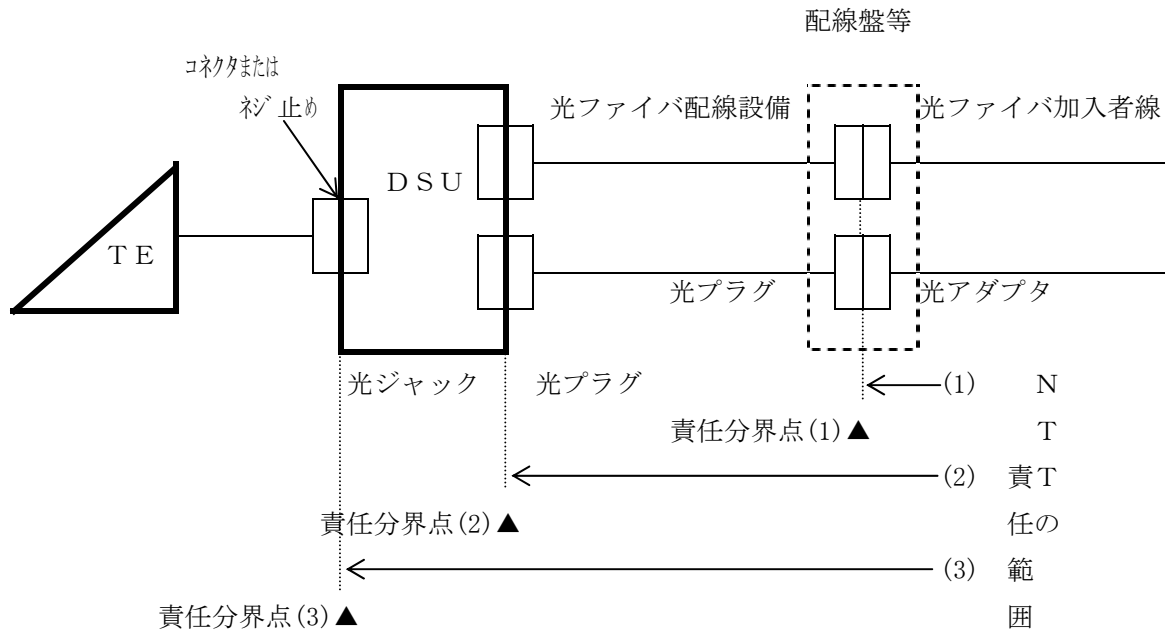 配線盤等
コネクタまたは
ネジ止め
光ファイバ配線設備
光ファイバ加入者線
DSU
TE
光プラグ
光アダプタ
光ジャック
光プラグ
(1)
責任分界点(1)▲
(2)
責任分界点(2)▲
(3)
責任分界点(3)▲
NTTの
責任範囲